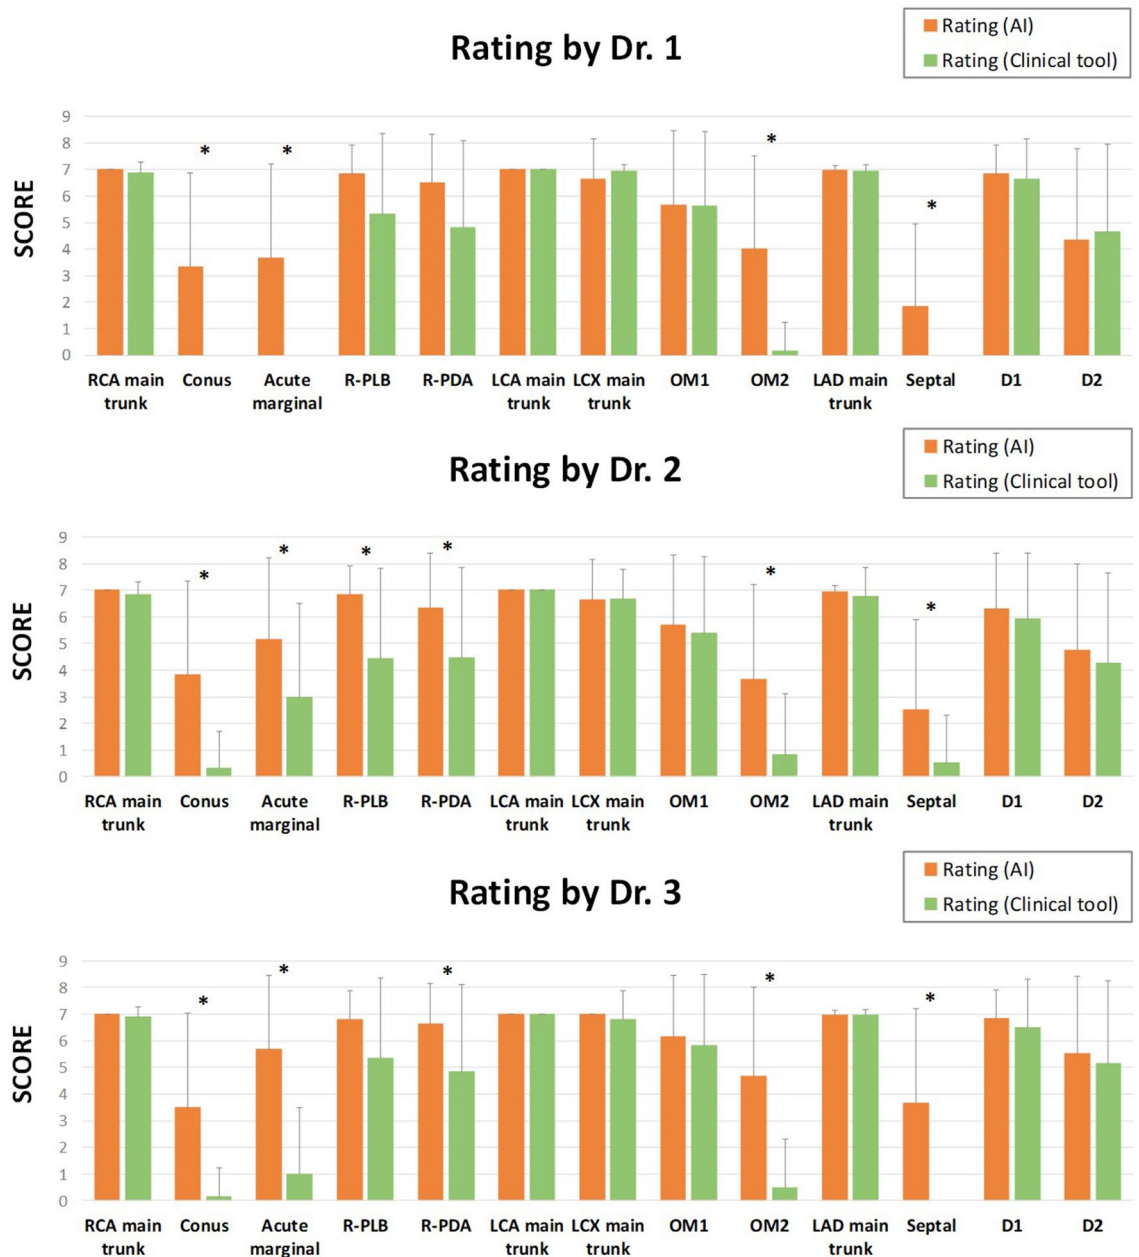 Rating (AI)
Rating (Clinical tool)
Rating by Dr. 1
SCORE
9
8
7
6
5
4
3
2
1
0
* * * *
RCA main trunk
Conus
Acute marginal
R-PLB
R-PDA
LCA main trunk
LCX main trunk
OM1
OM2
LAD main trunk
Septal
D1
D2
Rating (AI)
Rating (Clinical tool)
Rating by Dr. 2
SCORE
9
8
7
6
5
4
3
2
1
0
* * * * * *
RCA main trunk
Conus
Acute marginal
R-PLB
R-PDA
LCA main trunk
LCX main trunk
OM1
OM2
LAD main trunk
Septal
D1
D2
Rating (AI)
Rating (Clinical tool)
Rating by Dr. 3
SCORE
9
8
7
6
5
4
3
2
1
0
* * * * *
RCA main trunk
Conus
Acute marginal
R-PLB
R-PDA
LCA main trunk
LCX main trunk
OM1
OM2
LAD main trunk
Septal
D1
D2